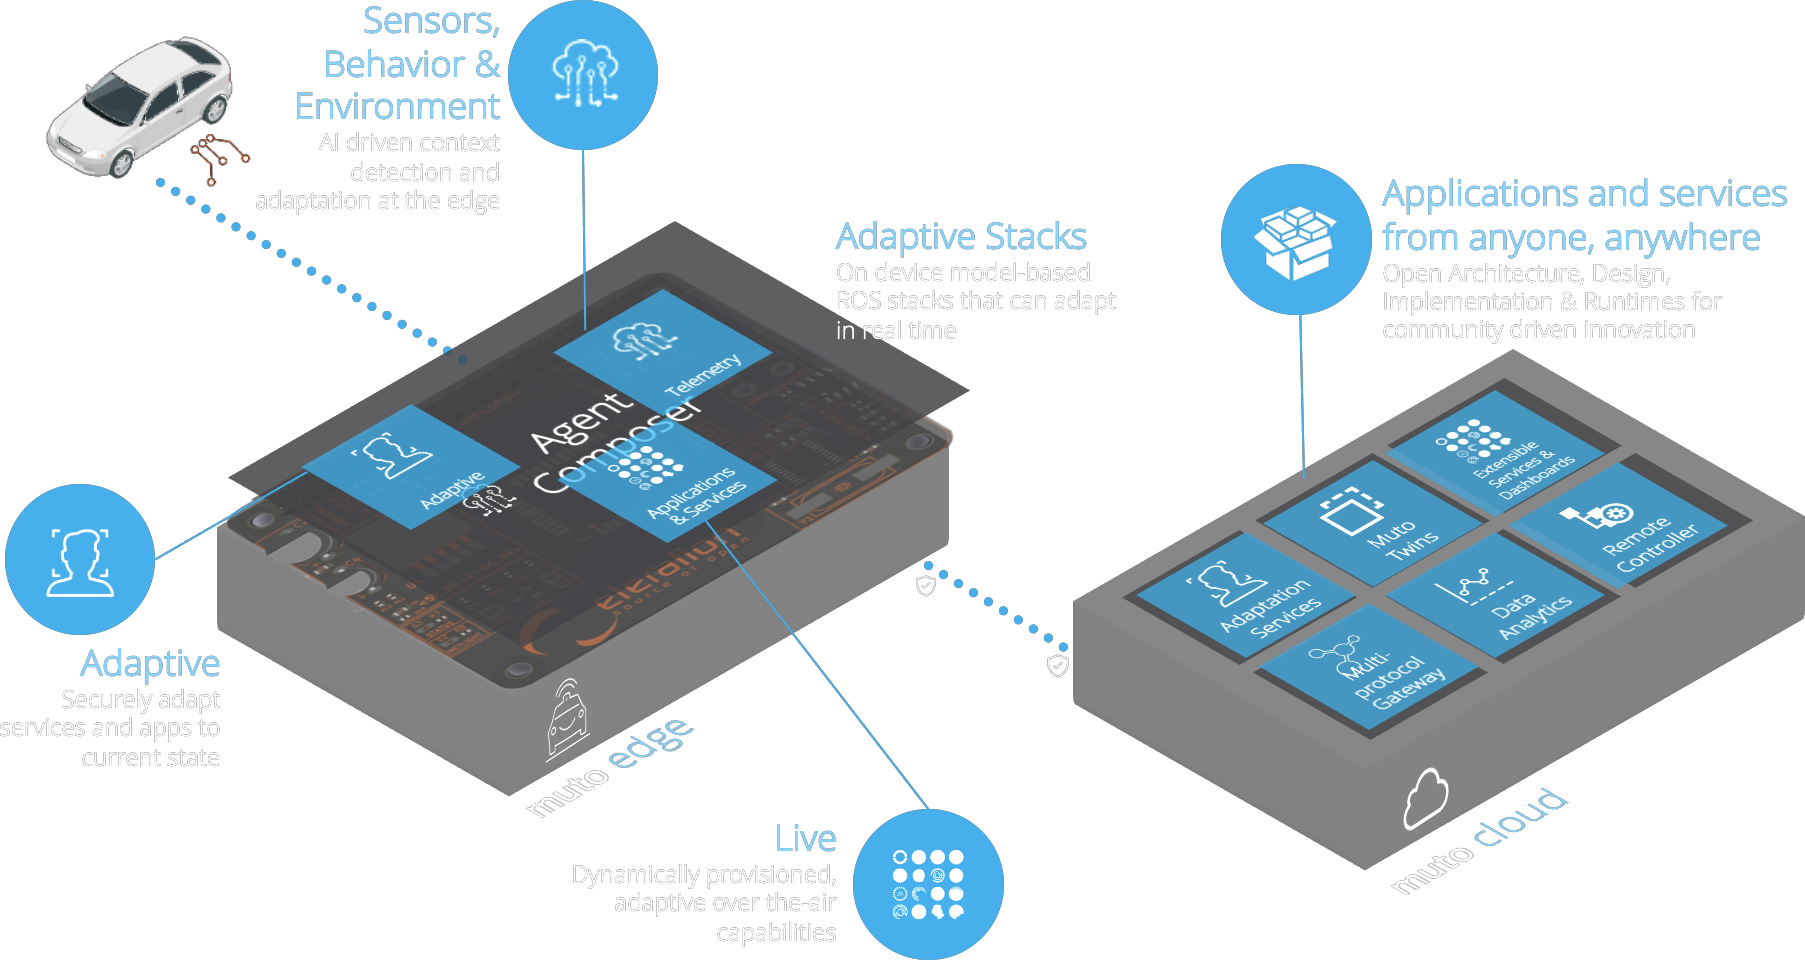 Sensors,
Behavior &
Environment
AI driven context
detection and
adaptation at the edge
Adaptive Stacks
On device model-based
ROS stacks that can adapt
in real time
Applications and services
from anyone, anywhere
Open Architecture, Design,
Implementation & Runtimes for
community driven innovation
Telemetry
Agent
Composer
Adaptive
Applications
& Services
VIRIDIUM
source of open
Extensible
Services &
Dashboards
Muto
Twins
Remote
Controller
Adaptation
Services
Data
Analytics
Multi-
protocol
Gateway
Adaptive
Securely adapt
services and apps to
current state
muto edge
muto cloud
Live
Dynamically provisioned,
adaptive over the-air
capabilities